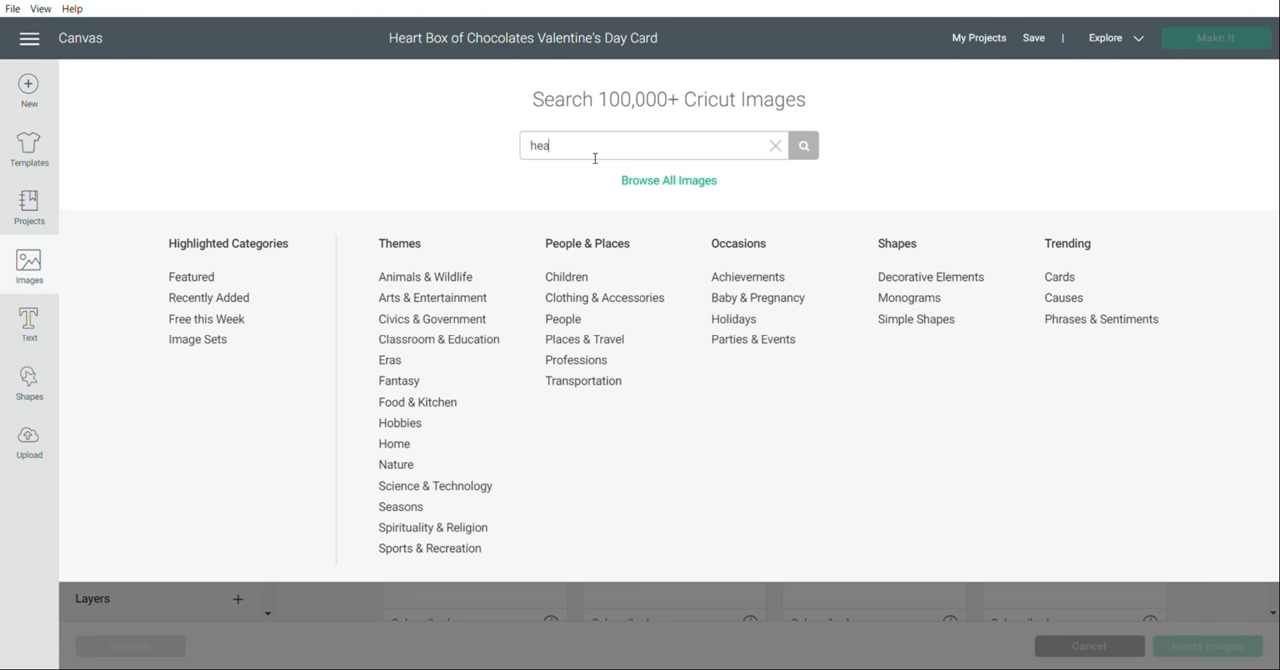 File View Help
Canvas Heart Box of Chocolates Valentine's Day Card My Projects Save | Explore Make It
New
Templates
Projects
Images
Text
Shapes
Upload
Search 100,000+ Cricut Images
hea
Browse All Images
Highlighted Categories
Featured
Recently Added
Free this Week
Image Sets
Themes
Animals & Wildlife
Arts & Entertainment
Civics & Government
Classroom & Education
Eras
Fantasy
Food & Kitchen
Hobbies
Home
Nature
Science & Technology
Seasons
Spirituality & Religion
Sports & Recreation
People & Places
Children
Clothing & Accessories
People
Places & Travel
Professions
Transportation
Occasions
Achievements
Baby & Pregnancy
Holidays
Parties & Events
Shapes
Decorative Elements
Monograms
Simple Shapes
Trending
Cards
Causes
Phrases & Sentiments
Layers
Cancel Insert Images